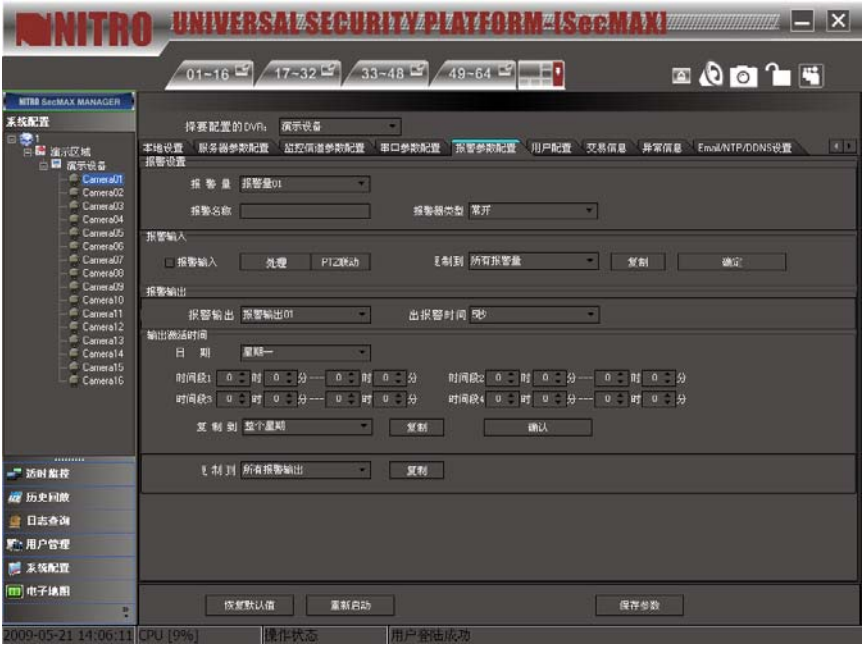 NITRO UNIVERSAL SECURITY PLATFORM-[SecMAX]
01~16 17~32 33~48 49~64
NITRO SecMAX MANAGER
系统配置
1
演示区域
演示设备
Camera01
Camera02
Camera03
Camera04
Camera05
Camera06
Camera07
Camera08
Camera09
Camera10
Camera11
Camera12
Camera13
Camera14
Camera15
Camera16
适时监控
历史回放
日志查询
用户管理
系统配置
电子地图
择要配置的DVR: 演示设备
本地设置 服务器参数配置 监控信道参数配置 串口参数配置 报警参数配置 用户配置 交易信息 异常信息 Email/NTP/DDNS设置
报警设置
报 警 量 报警量01
报警名称 报警器类型 常开
报警输入
报警输入 处理 PTZ联动 复制到 所有报警量 复制 确定
报警输出
报警输出 报警输出01 出报警时间 5秒
输出激活时间
日 期 星期一
时间段1 0 时 0 分 --- 0 时 0 分 时间段2 0 时 0 分 --- 0 时 0 分
时间段3 0 时 0 分 --- 0 时 0 分 时间段4 0 时 0 分 --- 0 时 0 分
复 制 到 整个星期 复制 确认
复 制 到 所有报警输出 复制
恢复默认值 重新启动 保存参数
2009-05-21 14:06:11 CPU [9%] 操作状态 用户登陆成功